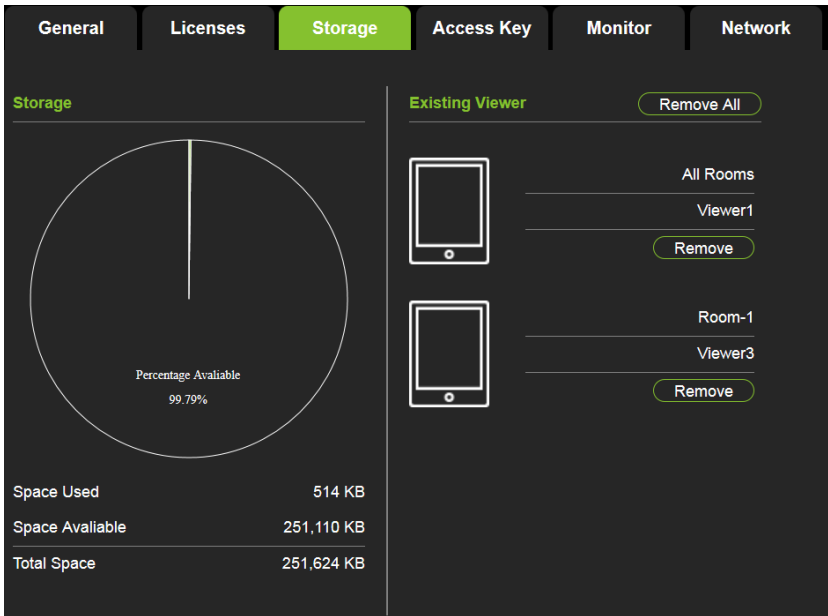 General Licenses Storage Access Key Monitor Network
Storage
Percentage Avaliable
99.79%
Space Used 514 KB
Space Avaliable 251,110 KB
Total Space 251,624 KB
Existing Viewer Remove All
All Rooms
Viewer1
Remove
Room-1
Viewer3
Remove